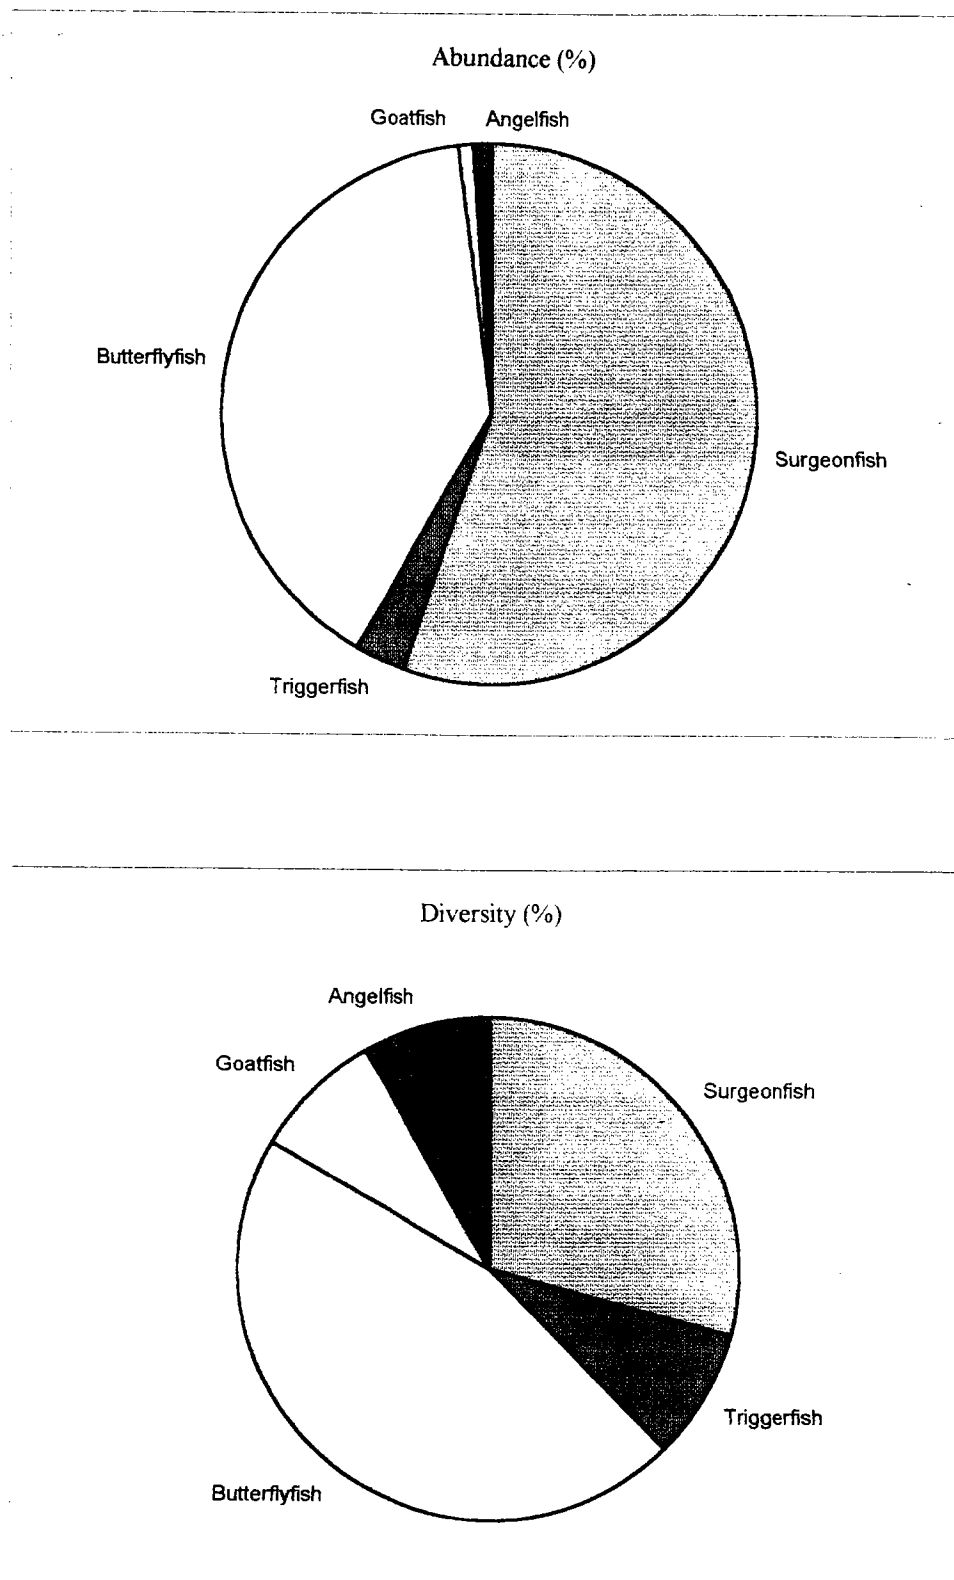 Abundance (%)
Goatfish
Angelfish
Butterflyfish
Surgeonfish
Triggerfish
Diversity (%)
Angelfish
Goatfish
Surgeonfish
Triggerfish
Butterflyfish